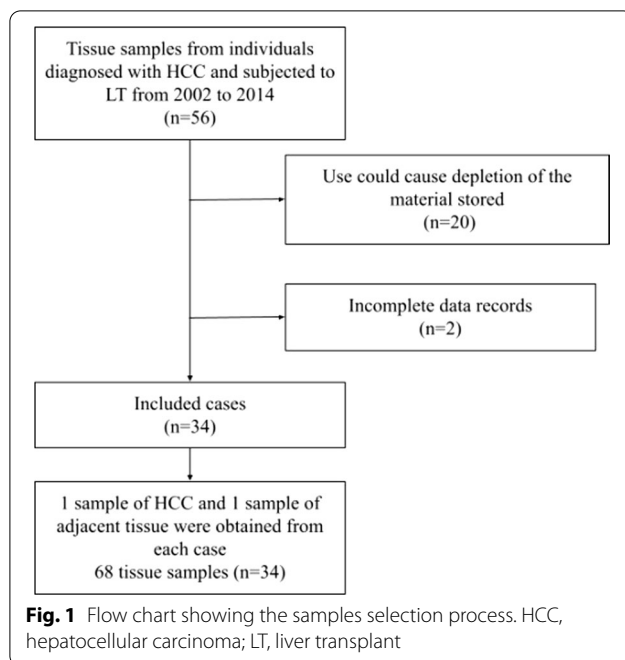 Tissue samples from individuals
diagnosed with HCC and subjected to
LT from 2002 to 2014
(n=56)
Use could cause depletion of the
material stored
(n=20)
Incomplete data records
(n=2)
Included cases
(n=34)
1 sample of HCC and 1 sample of
adjacent tissue were obtained from
each case
68 tissue samples (n=34)
Fig. 1 Flow chart showing the samples selection process. HCC,
hepatocellular carcinoma; LT, liver transplant